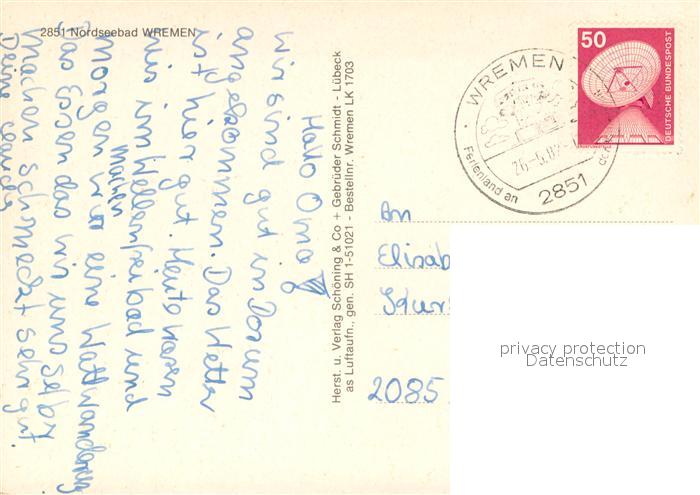 2851 Nordseebad WREMEN
Hallo Oma
wir sind gut in Dorum
angekommen. Das Wetter
ist hier gut. Heute waren
wir im Wellenfreibad und
morgen machen wir eine Wattwanderung
Das Essen das wir uns selbst
machen schmeckt sehr gut.
Deine
Herst. u. Verlag Schöning & Co + Gebrüder Schmidt - Lübeck
as Luftaufn., gen. SH 1-51021 - Bestellnr. Wremen LK 1703
50
DEUTSCHE BUNDESPOST
WREMEN
Ferienland an der
2851
An
Elisab
2085
privacy protection
Datenschutz